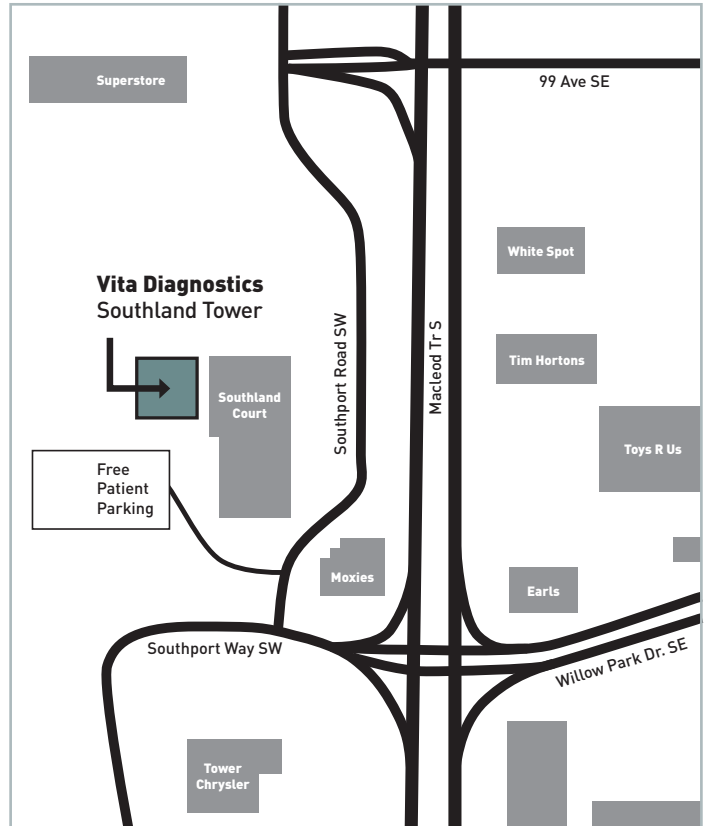 Superstore
99 Ave SE
White Spot
Vita Diagnostics
Southland Tower
Southport Road SW
Macleod Tr S
Tim Hortons
Southland
Court
Toys R Us
Free
Patient
Parking
Moxies
Earls
Southport Way SW
Willow Park Dr. SE
Tower
Chrysler